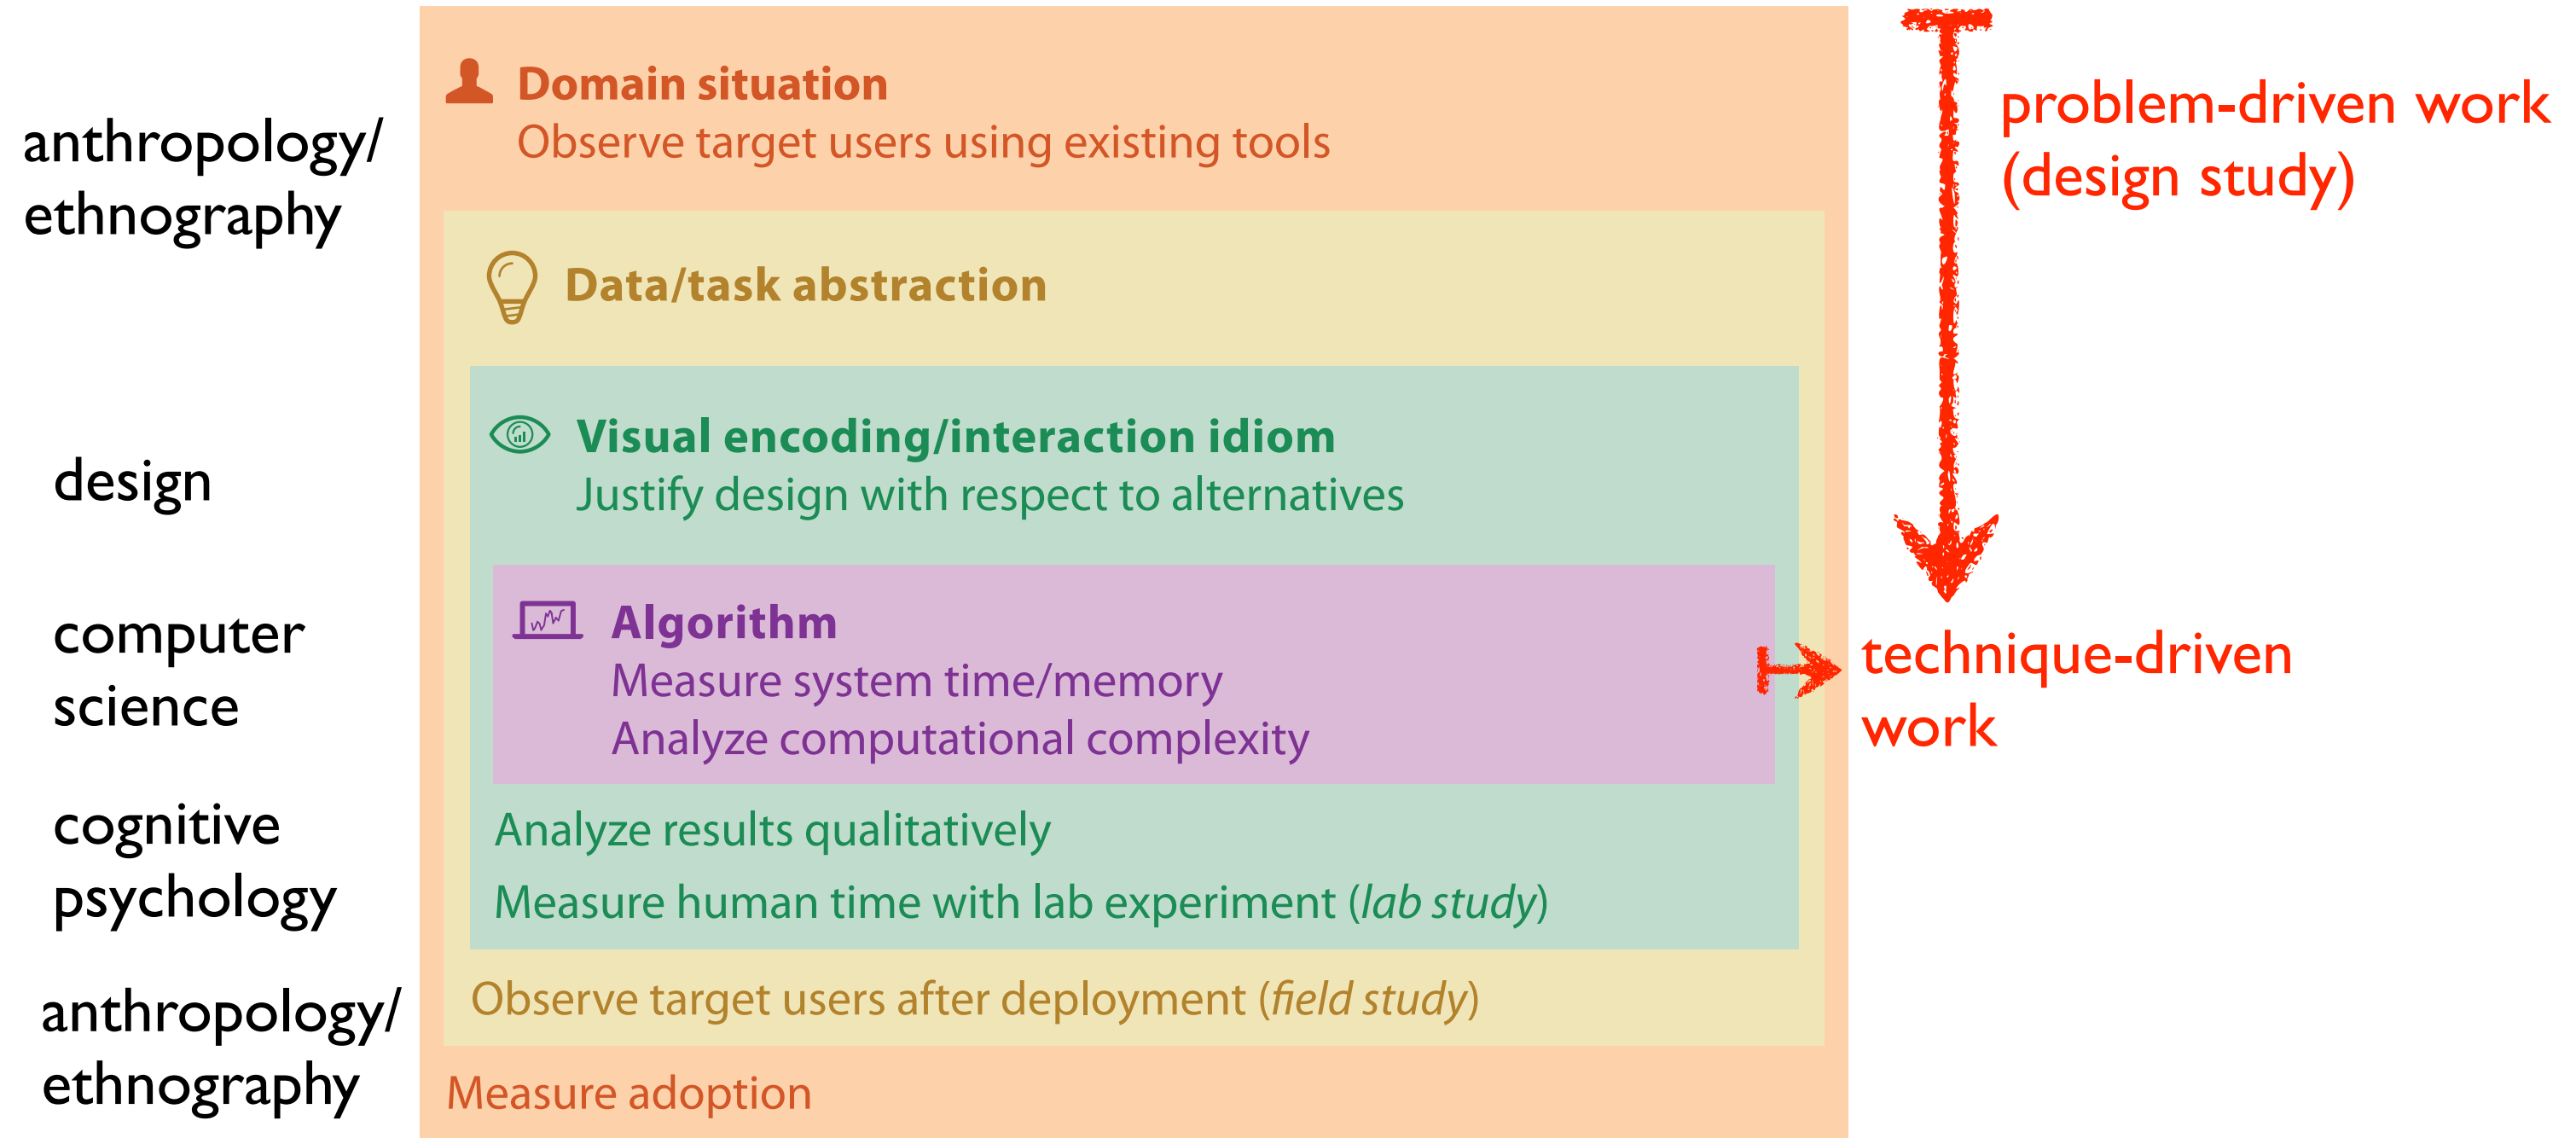 anthropology/
ethnography
design
computer
science
cognitive
psychology
anthropology/
ethnography
Domain situation
Observe target users using existing tools
Data/task abstraction
Visual encoding/interaction idiom
Justify design with respect to alternatives
Algorithm
Measure system time/memory
Analyze computational complexity
Analyze results qualitatively
Measure human time with lab experiment (lab study)
Observe target users after deployment (field study)
Measure adoption
problem-driven work
(design study)
technique-driven
work